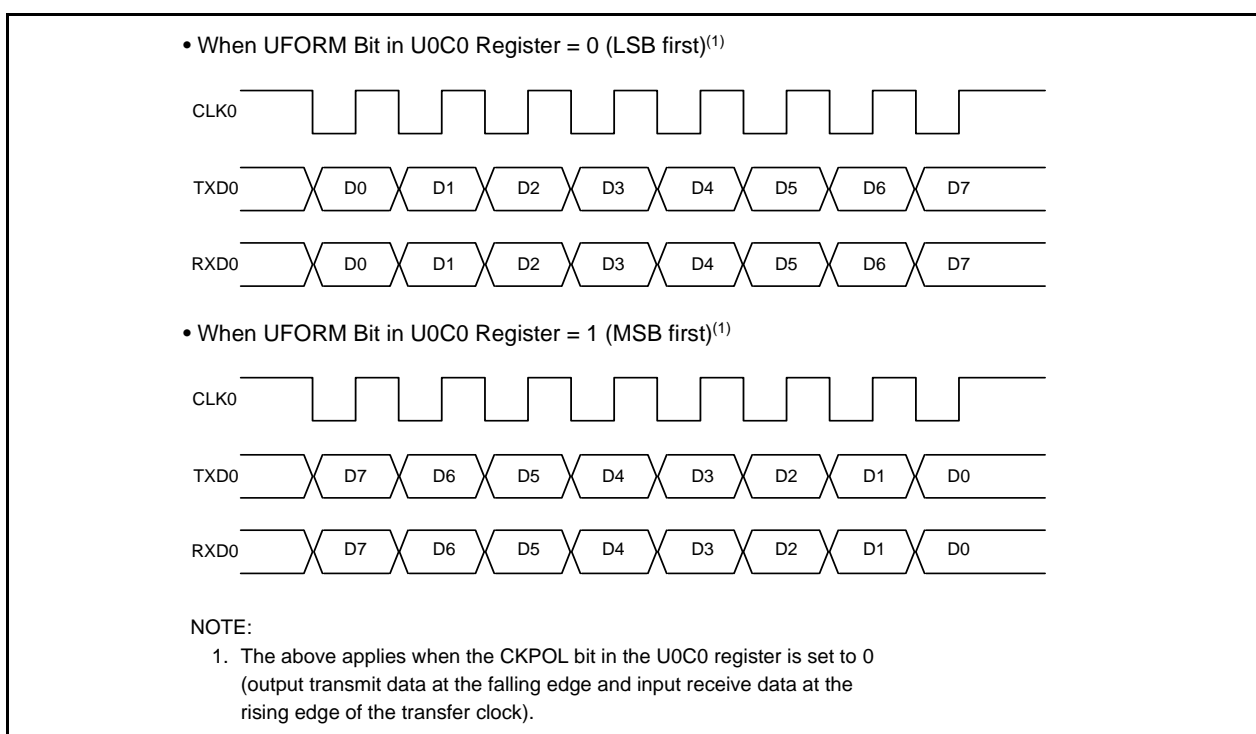 • When UFORM Bit in U0C0 Register = 0 (LSB first)(1)
CLK0
TXD0 D0 D1 D2 D3 D4 D5 D6 D7
RXD0 D0 D1 D2 D3 D4 D5 D6 D7
• When UFORM Bit in U0C0 Register = 1 (MSB first)(1)
CLK0
TXD0 D7 D6 D5 D4 D3 D2 D1 D0
RXD0 D7 D6 D5 D4 D3 D2 D1 D0
NOTE:
1. The above applies when the CKPOL bit in the U0C0 register is set to 0
(output transmit data at the falling edge and input receive data at the
rising edge of the transfer clock).